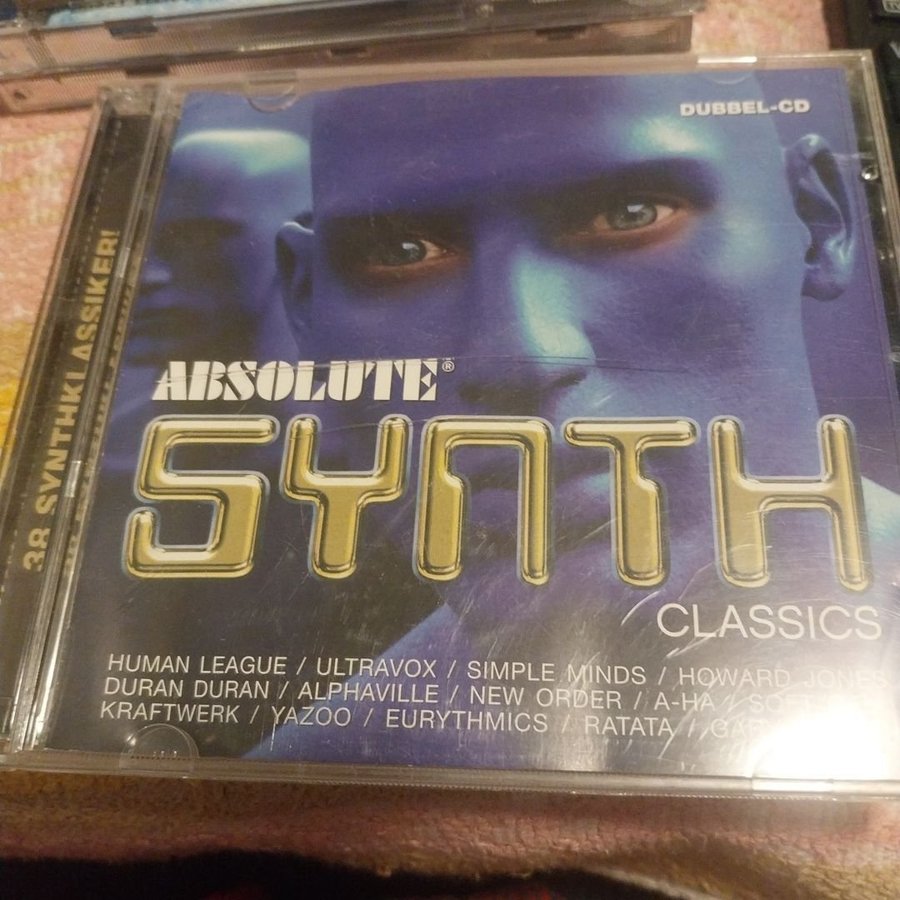 DUBBEL-CD
38 SYNTHKLASSIKER!
ABSOLUTE®
SYNTH
CLASSICS
HUMAN LEAGUE / ULTRAVOX / SIMPLE MINDS / HOWARD JONES
DURAN DURAN / ALPHAVILLE / NEW ORDER / A-HA /
KRAFTWERK / YAZOO / EURYTHMICS / RATATA /